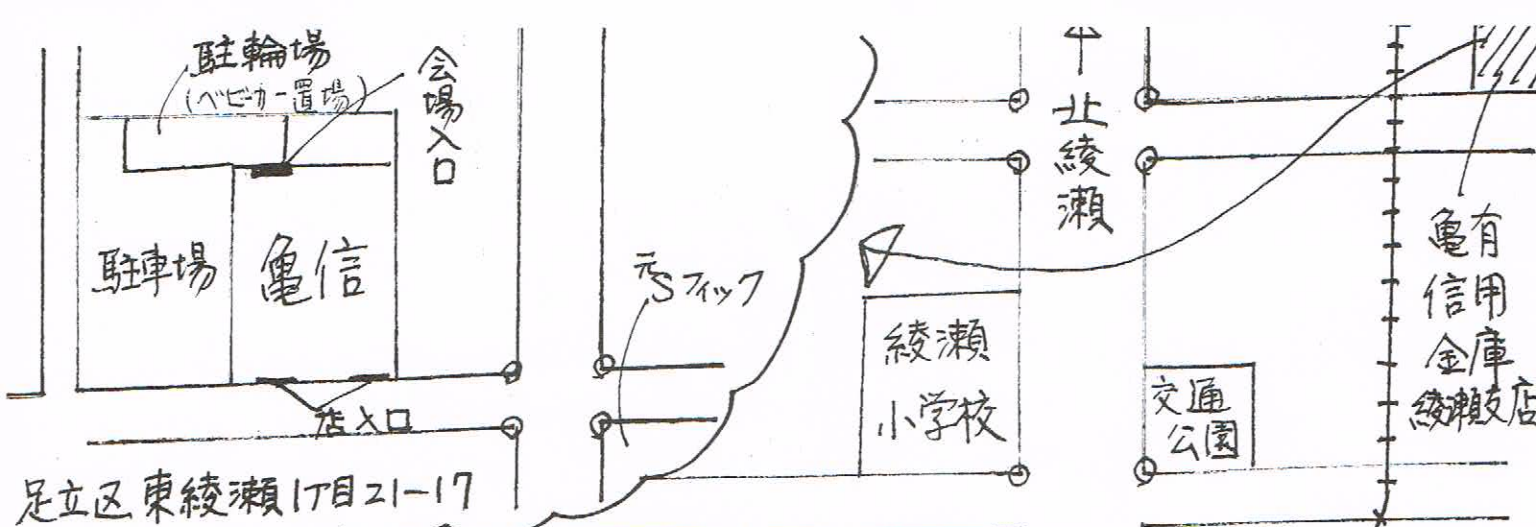 駐輪場
(ベビーカー置場)
会場入口
駐車場
亀信
店入口
元Sフィック
足立区東綾瀬1丁目21-17
北綾瀬
綾瀬
小学校
交通
公園
亀有
信用
金庫
綾瀬支店